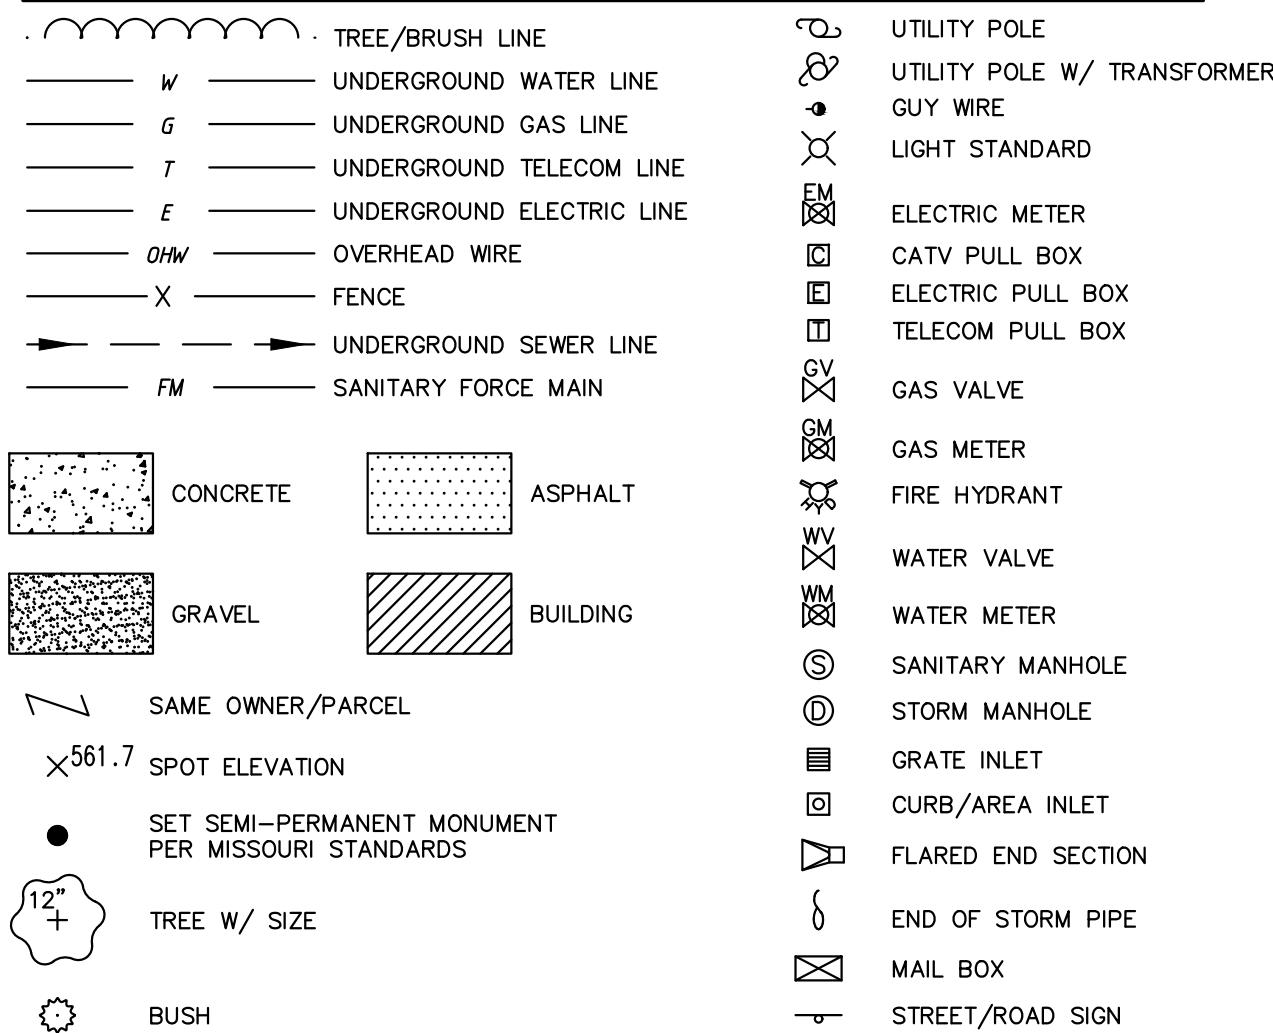 TREE/BRUSH LINE
W UNDERGROUND WATER LINE
G UNDERGROUND GAS LINE
T UNDERGROUND TELECOM LINE
E UNDERGROUND ELECTRIC LINE
OHW OVERHEAD WIRE
X FENCE
UNDERGROUND SEWER LINE
FM SANITARY FORCE MAIN
CONCRETE
ASPHALT
GRAVEL
BUILDING
SAME OWNER/PARCEL
561.7 SPOT ELEVATION
SET SEMI-PERMANENT MONUMENT
PER MISSOURI STANDARDS
12"
TREE W/ SIZE
BUSH
UTILITY POLE
UTILITY POLE W/ TRANSFORMER
GUY WIRE
LIGHT STANDARD
EM
ELECTRIC METER
C CATV PULL BOX
E ELECTRIC PULL BOX
T TELECOM PULL BOX
GV
GAS VALVE
GM
GAS METER
FIRE HYDRANT
WV
WATER VALVE
WM
WATER METER
S SANITARY MANHOLE
D STORM MANHOLE
GRATE INLET
CURB/AREA INLET
FLARED END SECTION
END OF STORM PIPE
MAIL BOX
STREET/ROAD SIGN